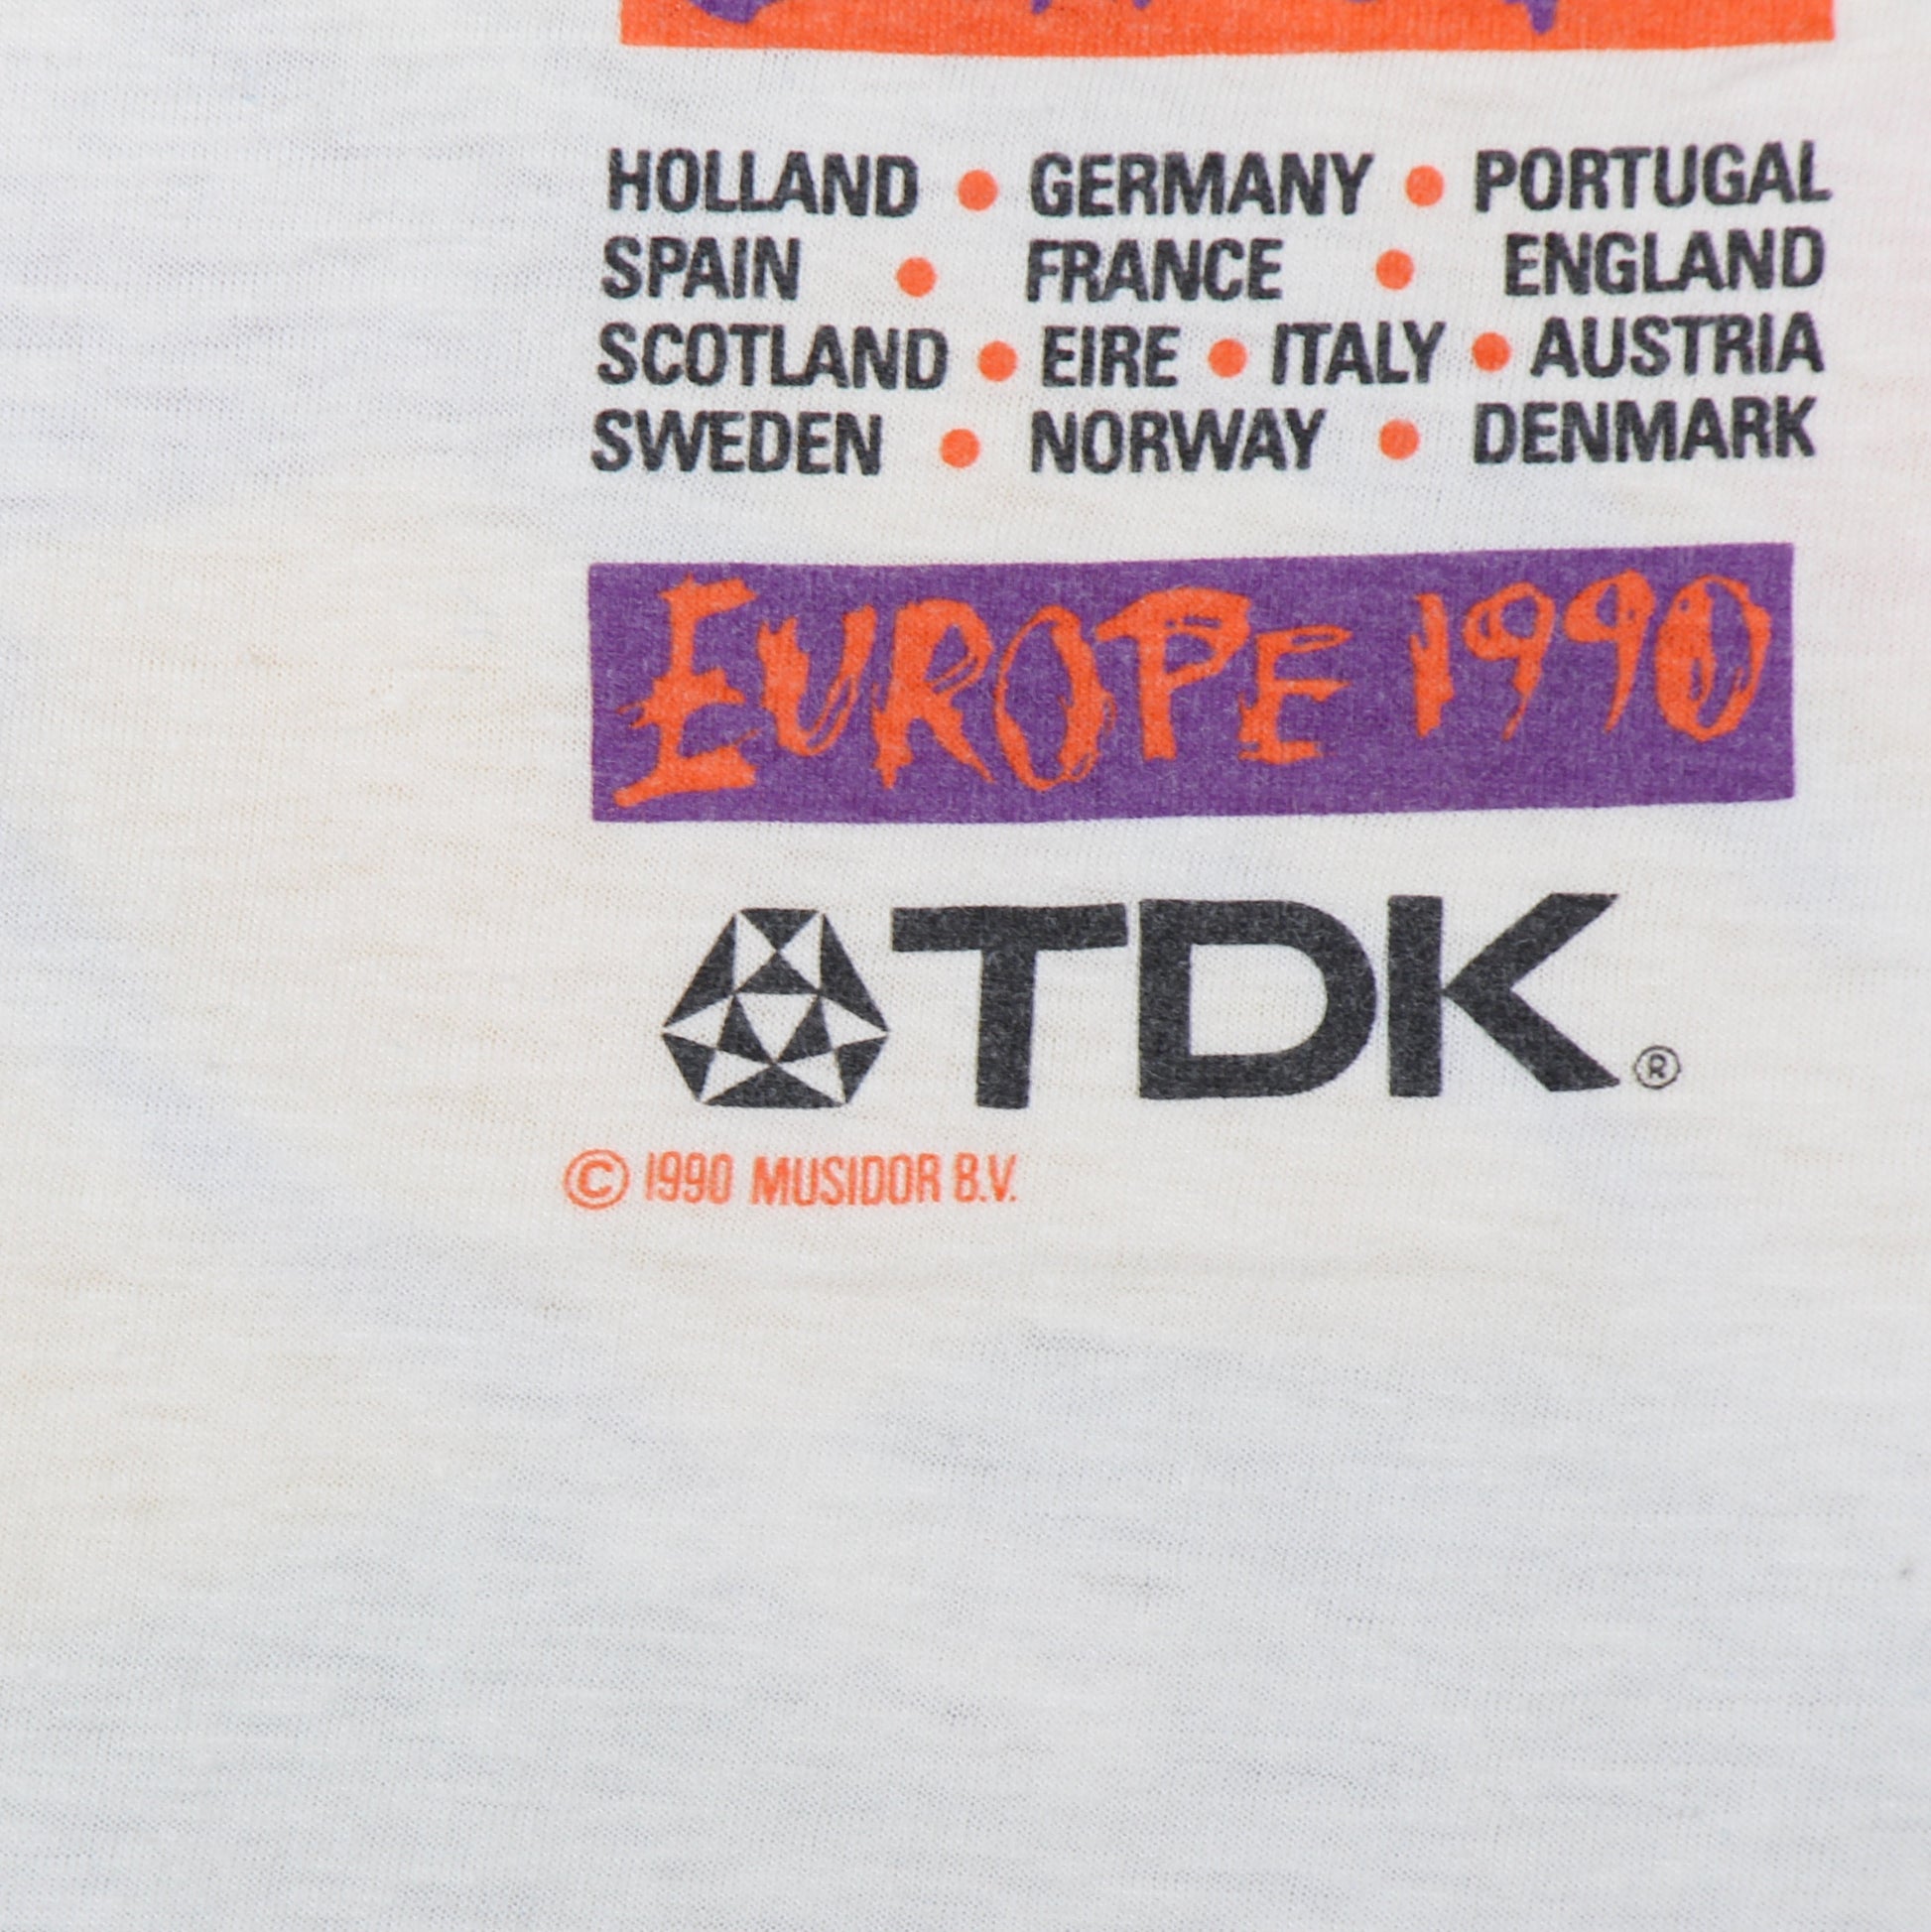 HOLLAND • GERMANY • PORTUGAL
SPAIN • FRANCE • ENGLAND
SCOTLAND • EIRE • ITALY • AUSTRIA
SWEDEN • NORWAY • DENMARK
EUROPE 1990
TDK®
© 1990 MUSIDOR B.V.